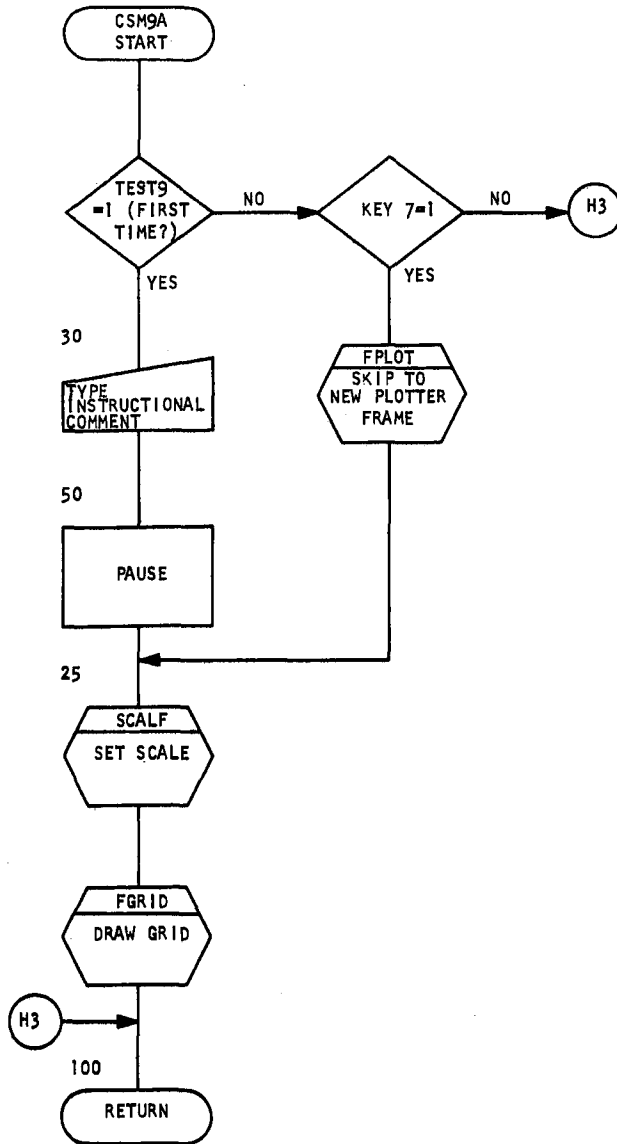 CSM9A
START
TEST9
=1 (FIRST
TIME?)
NO
KEY 7=1
NO
H3
YES
YES
30
TYPE
INSTRUCTIONAL
COMMENT
FPLOT
SKIP TO
NEW PLOTTER
FRAME
50
PAUSE
25
SCALF
SET SCALE
FGRID
DRAW GRID
H3
100
RETURN